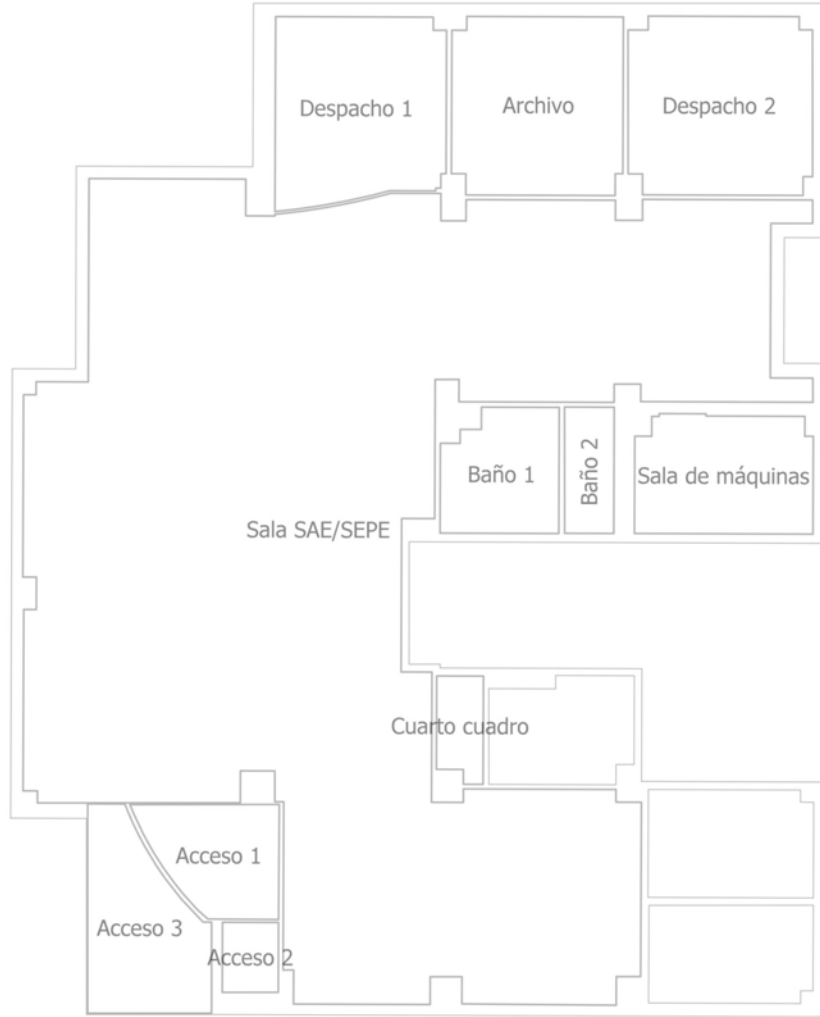 Despacho 1
Archivo
Despacho 2
Baño 1
Baño 2
Sala de máquinas
Sala SAE/SEPE
Cuarto cuadro
Acceso 1
Acceso 3
Acceso 2